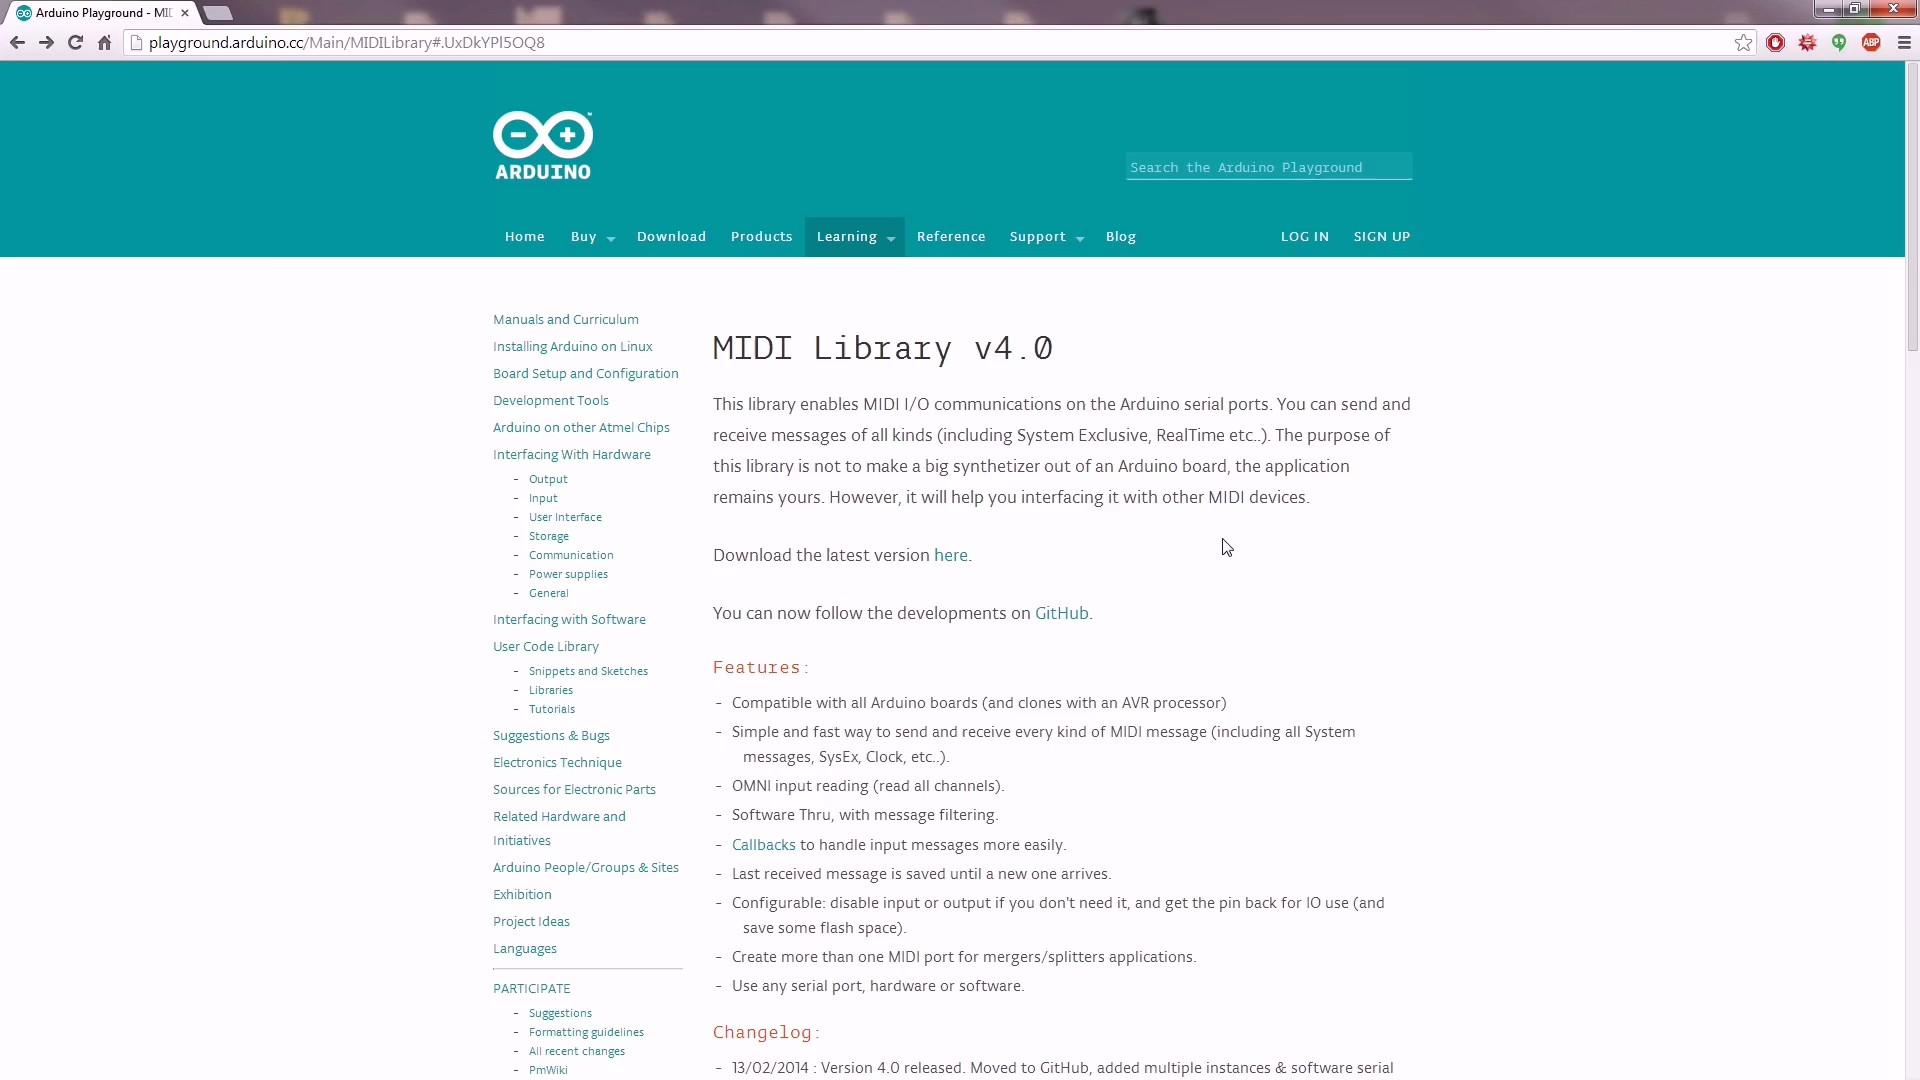 Arduino Playground - MI
playground.arduino.cc/Main/MIDILibrary#.UxDkYPl5OQ8
ABP
ARDUINO
Search the Arduino Playground
Home Buy Download Products Learning Reference Support Blog LOG IN SIGN UP
Manuals and Curriculum
Installing Arduino on Linux
Board Setup and Configuration
Development Tools
Arduino on other Atmel Chips
Interfacing With Hardware
- Output
- Input
- User Interface
- Storage
- Communication
- Power supplies
- General
Interfacing with Software
User Code Library
- Snippets and Sketches
- Libraries
- Tutorials
Suggestions & Bugs
Electronics Technique
Sources for Electronic Parts
Related Hardware and
Initiatives
Arduino People/Groups & Sites
Exhibition
Project Ideas
Languages
PARTICIPATE
- Suggestions
- Formatting guidelines
- All recent changes
- PmWiki
MIDI Library v4.0
This library enables MIDI I/O communications on the Arduino serial ports. You can send and
receive messages of all kinds (including System Exclusive, RealTime etc..). The purpose of
this library is not to make a big synthetizer out of an Arduino board, the application
remains yours. However, it will help you interfacing it with other MIDI devices.
Download the latest version here.
You can now follow the developments on GitHub.
Features:
- Compatible with all Arduino boards (and clones with an AVR processor)
- Simple and fast way to send and receive every kind of MIDI message (including all System
messages, SysEx, Clock, etc..).
- OMNI input reading (read all channels).
- Software Thru, with message filtering.
- Callbacks to handle input messages more easily.
- Last received message is saved until a new one arrives.
- Configurable: disable input or output if you don't need it, and get the pin back for IO use (and
save some flash space).
- Create more than one MIDI port for mergers/splitters applications.
- Use any serial port, hardware or software.
Changelog:
- 13/02/2014 : Version 4.0 released. Moved to GitHub, added multiple instances & software serial